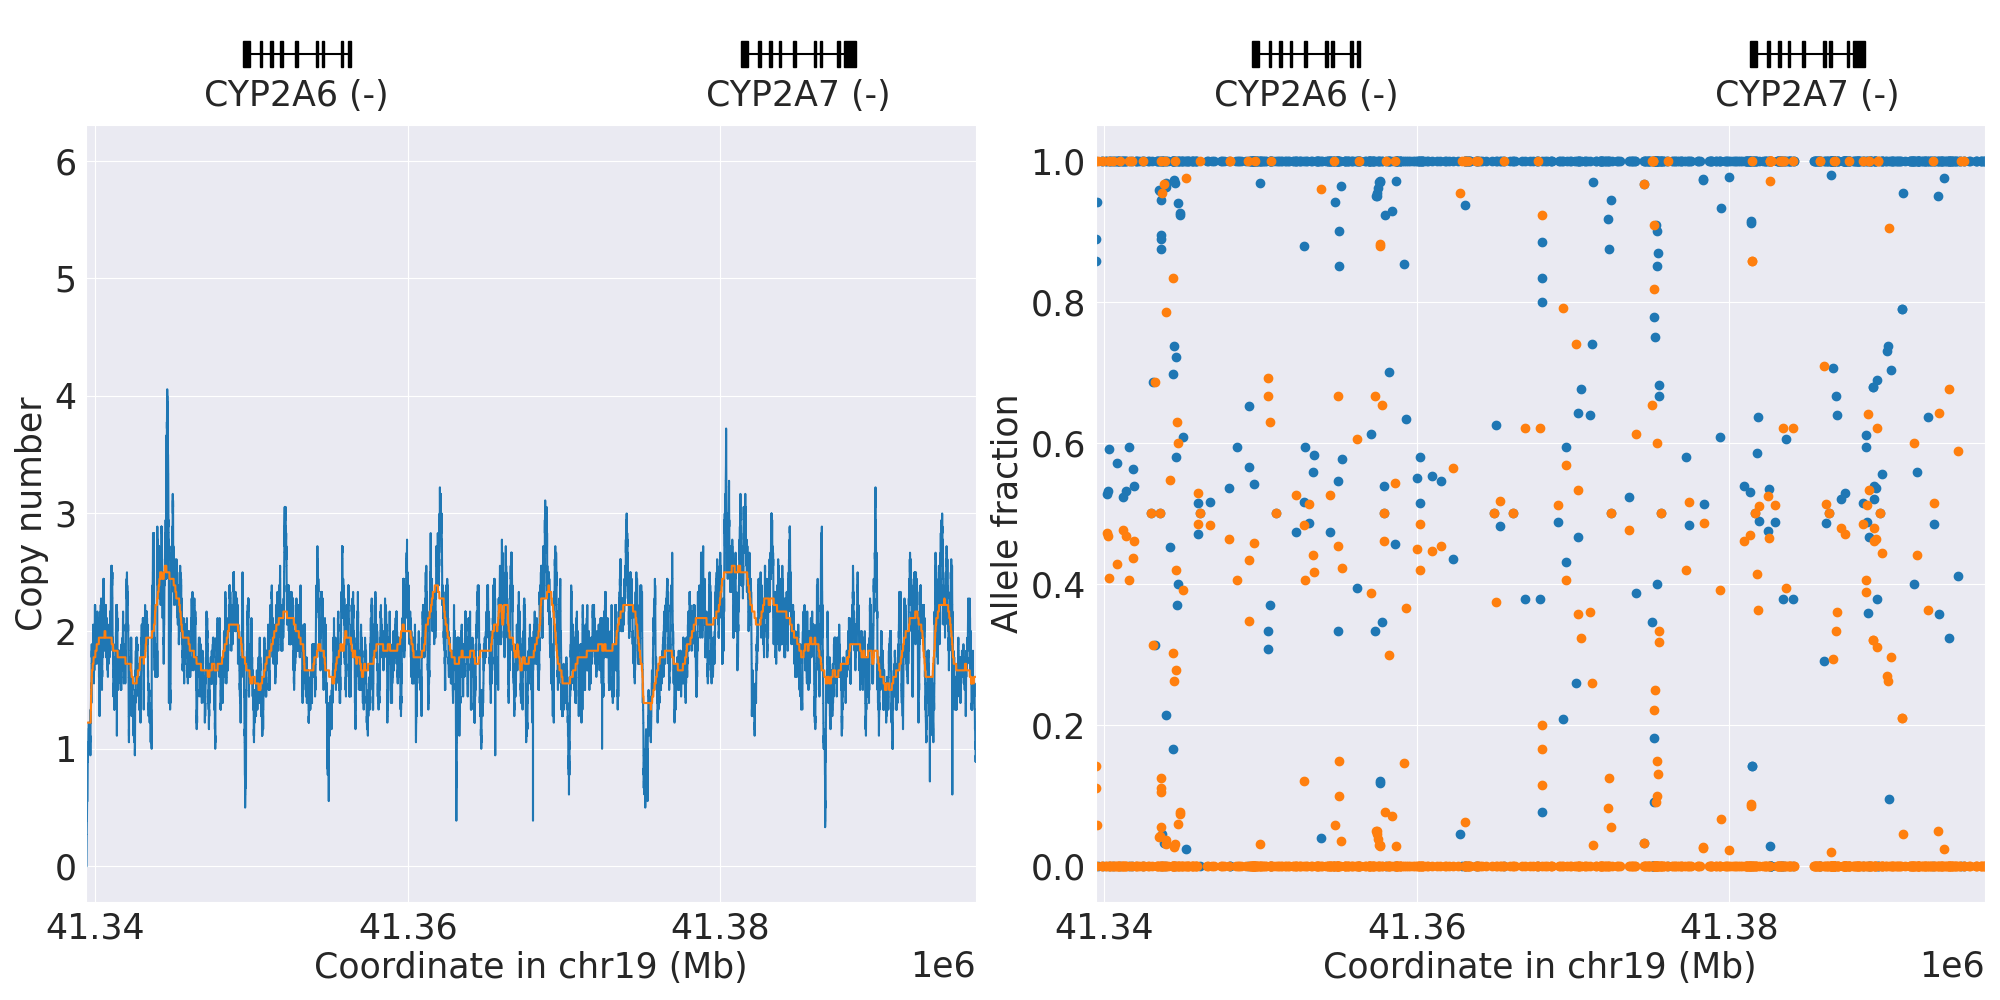 CYP2A6 (-) CYP2A7 (-)
6
5
4
3
2
1
0
Copy number
41.34 41.36 41.38
Coordinate in chr19 (Mb) 1e6
CYP2A6 (-) CYP2A7 (-)
1.0
0.8
0.6
0.4
0.2
0.0
Allele fraction
41.34 41.36 41.38
Coordinate in chr19 (Mb) 1e6